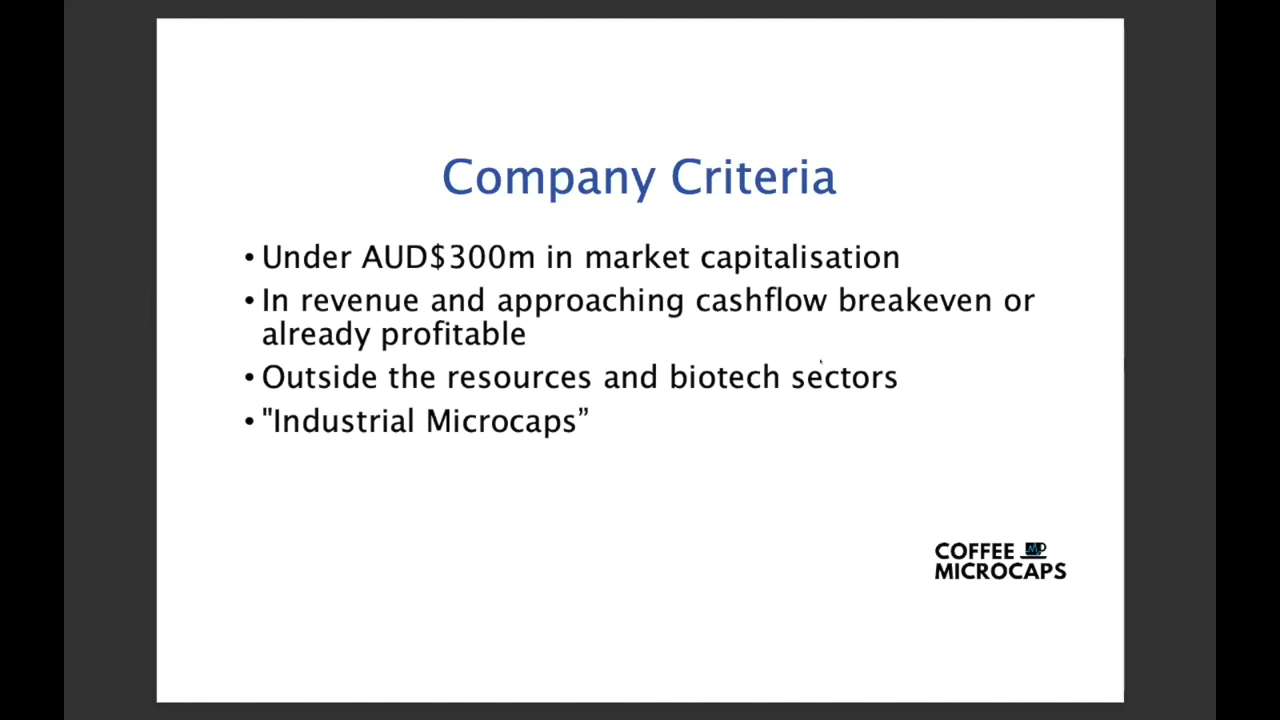 Company Criteria
• Under AUD$300m in market capitalisation
• In revenue and approaching cashflow breakeven or
already profitable
• Outside the resources and biotech sectors
• "Industrial Microcaps”
COFFEE
MICROCAPS